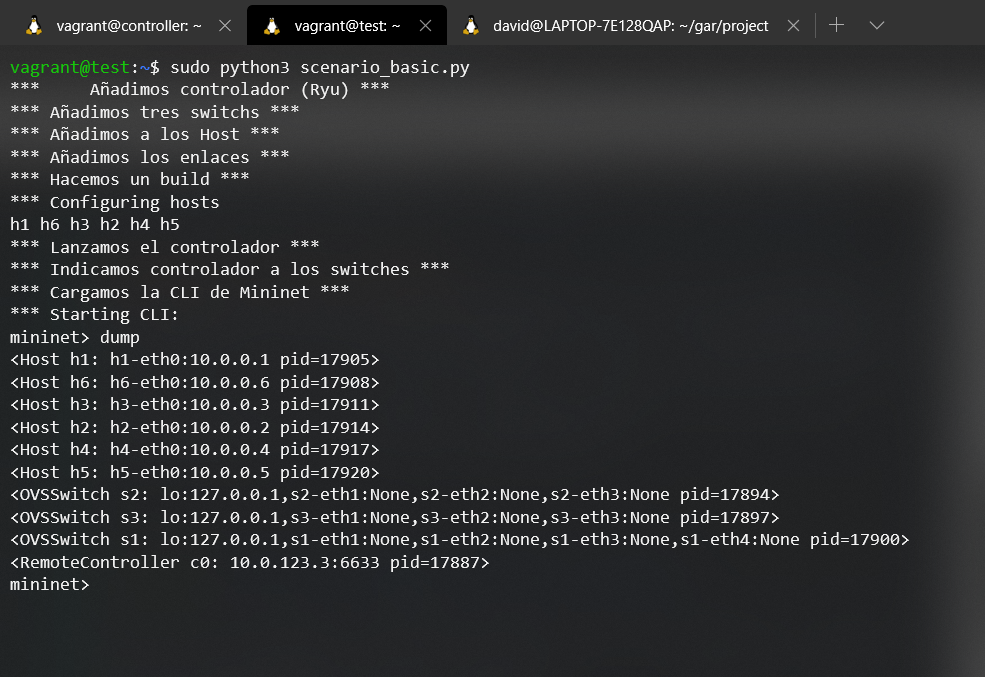 vagrant@controller: ~
vagrant@test: ~
david@LAPTOP-7E128QAP: ~/gar/project
vagrant@test:~$ sudo python3 scenario_basic.py
***     Añadimos controlador (Ryu) ***
*** Añadimos tres switchs ***
*** Añadimos a los Host ***
*** Añadimos los enlaces ***
*** Hacemos un build ***
*** Configuring hosts
h1 h6 h3 h2 h4 h5
*** Lanzamos el controlador ***
*** Indicamos controlador a los switches ***
*** Cargamos la CLI de Mininet ***
*** Starting CLI:
mininet> dump
<Host h1: h1-eth0:10.0.0.1 pid=17905>
<Host h6: h6-eth0:10.0.0.6 pid=17908>
<Host h3: h3-eth0:10.0.0.3 pid=17911>
<Host h2: h2-eth0:10.0.0.2 pid=17914>
<Host h4: h4-eth0:10.0.0.4 pid=17917>
<Host h5: h5-eth0:10.0.0.5 pid=17920>
<OVSSwitch s2: lo:127.0.0.1,s2-eth1:None,s2-eth2:None,s2-eth3:None pid=17894>
<OVSSwitch s3: lo:127.0.0.1,s3-eth1:None,s3-eth2:None,s3-eth3:None pid=17897>
<OVSSwitch s1: lo:127.0.0.1,s1-eth1:None,s1-eth2:None,s1-eth3:None,s1-eth4:None pid=17900>
<RemoteController c0: 10.0.123.3:6633 pid=17887>
mininet>